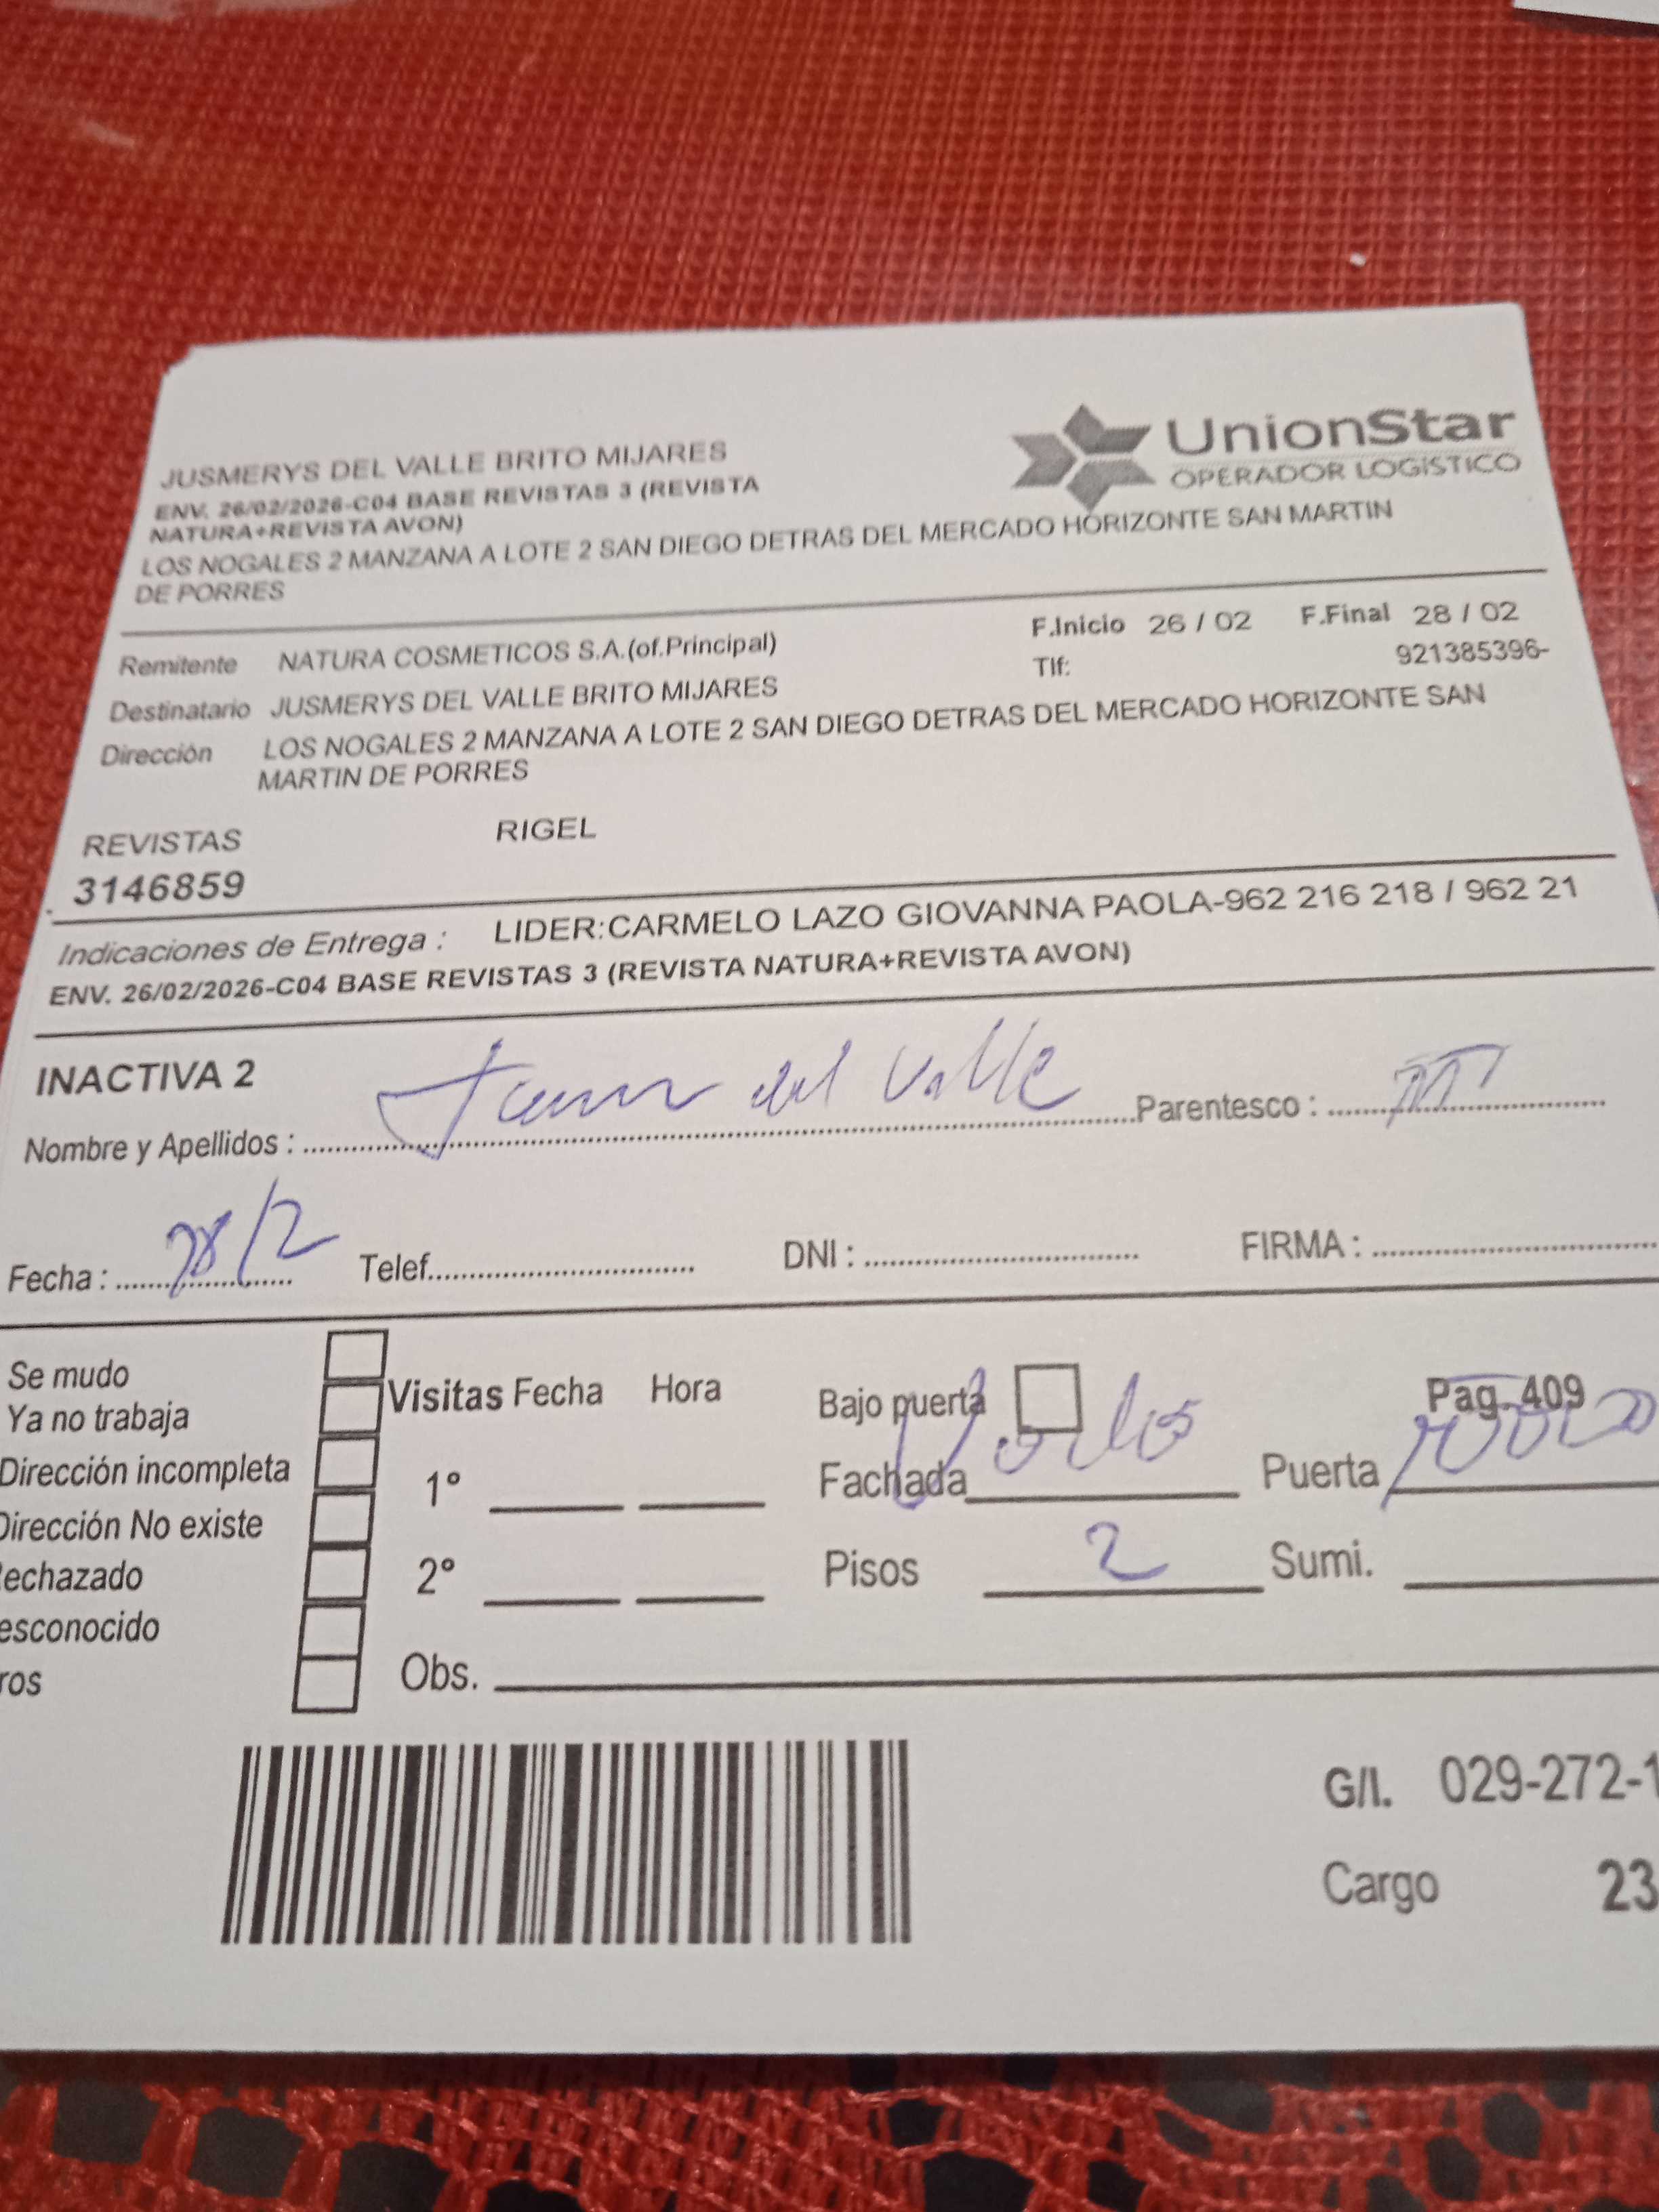 UnionStar
OPERADOR LOGÍSTICO
JUSMERYS DEL VALLE BRITO MIJARES
ENV. 26/02/2026-C04 BASE REVISTAS 3 (REVISTA
NATURA+REVISTA AVON)
LOS NOGALES 2 MANZANA A LOTE 2 SAN DIEGO DETRAS DEL MERCADO HORIZONTE SAN MARTIN
DE PORRES
Remitente NATURA COSMETICOS S.A.(of.Principal) F.Inicio 26 / 02 F.Final 28 / 02
Tlf: 921385396-
Destinatario JUSMERYS DEL VALLE BRITO MIJARES
Dirección LOS NOGALES 2 MANZANA A LOTE 2 SAN DIEGO DETRAS DEL MERCADO HORIZONTE SAN
MARTIN DE PORRES
REVISTAS RIGEL
3146859
Indicaciones de Entrega : LIDER:CARMELO LAZO GIOVANNA PAOLA-962 216 218 / 962 21
ENV. 26/02/2026-C04 BASE REVISTAS 3 (REVISTA NATURA+REVISTA AVON)
INACTIVA 2
Nombre y Apellidos : del Valle Parentesco :
Fecha : 28/2 Telef. DNI : FIRMA :
Se mudo
Ya no trabaja
Dirección incompleta
Dirección No existe
Rechazado
esconocido
ros
Visitas Fecha Hora
1º
2º
Obs.
Bajo puerta Pag. 409
Fachada Puerta
Pisos 2 Sumi.
G/I. 029-272-1
Cargo 23